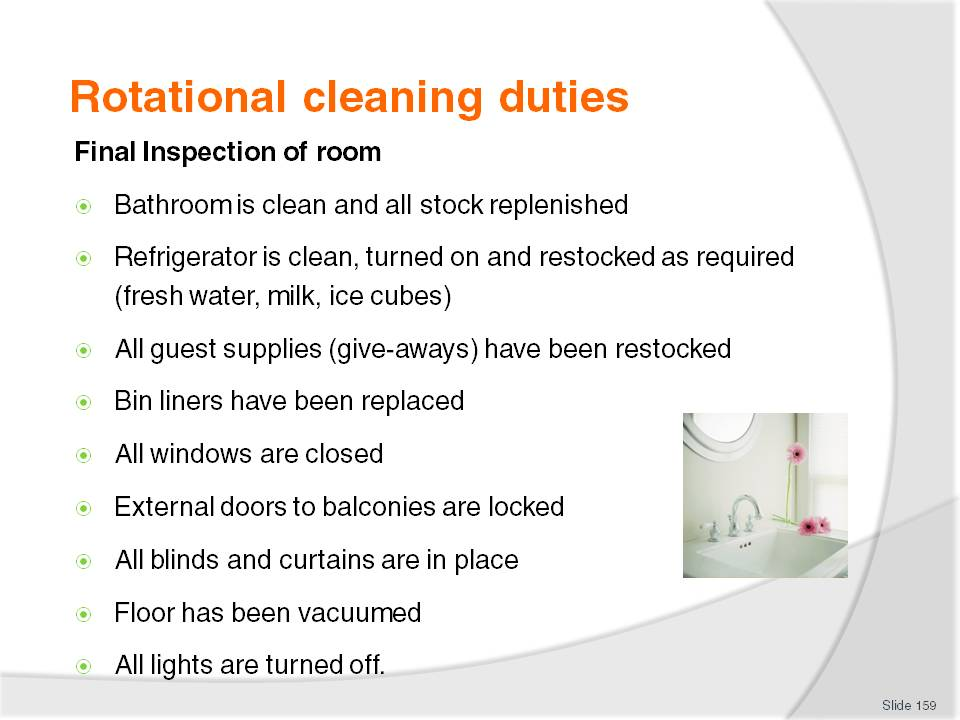 Rotational cleaning duties
Final Inspection of room
Bathroom is clean and all stock replenished
Refrigerator is clean, turned on and restocked as required
(fresh water, milk, ice cubes)
All guest supplies (give-aways) have been restocked
Bin liners have been replaced
All windows are closed
External doors to balconies are locked
All blinds and curtains are in place
Floor has been vacuumed
All lights are turned off.
Slide 159